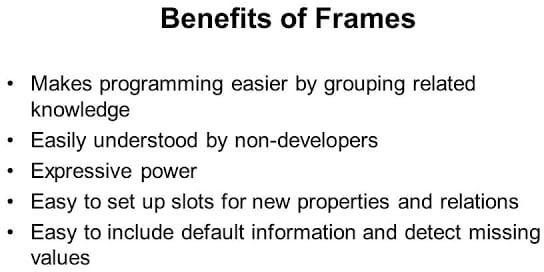 Benefits of Frames
• Makes programming easier by grouping related
knowledge
• Easily understood by non-developers
• Expressive power
• Easy to set up slots for new properties and relations
• Easy to include default information and detect missing
values